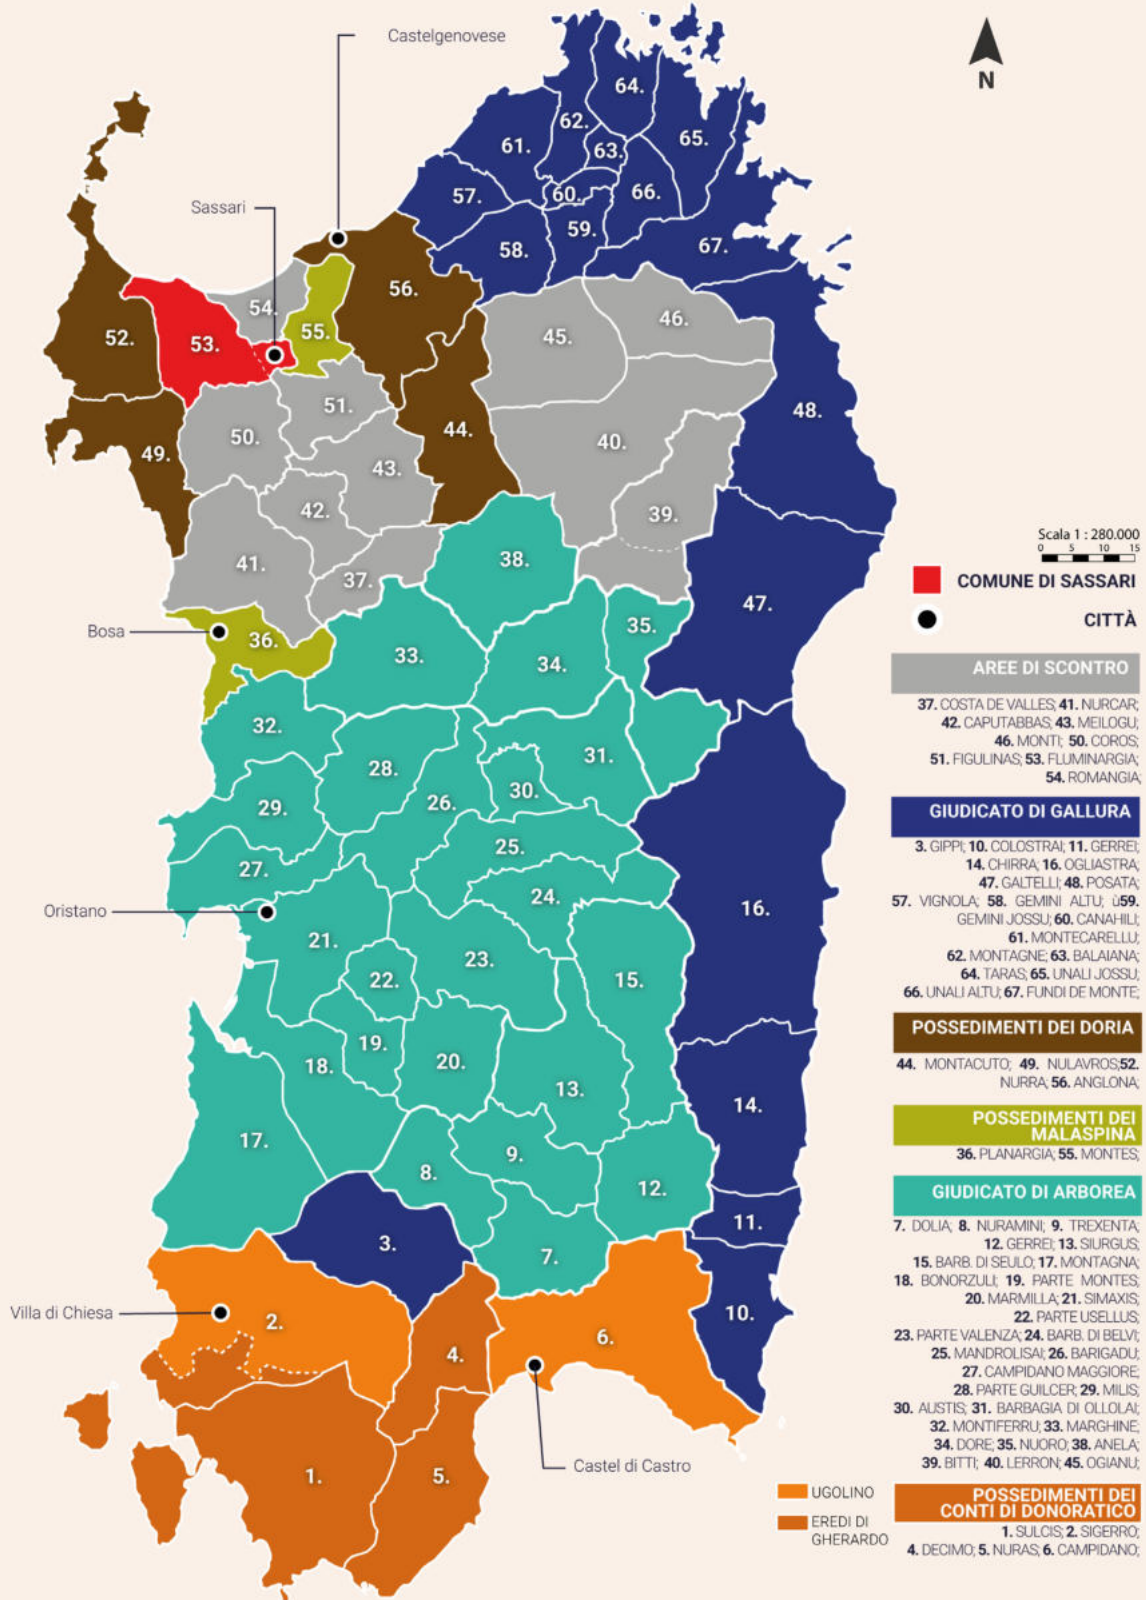 Castelgenovese
N
64.
62.
61.
63.
65.
60.
66.
57.
59.
58.
67.
Sassari
54.
56.
55.
52.
53.
46.
45.
51.
48.
50.
44.
40.
49.
43.
42.
39.
41.
38.
37.
47.
Bosa
36.
35.
33.
34.
32.
31.
28.
30.
26.
29.
25.
27.
24.
Oristano
16.
21.
23.
22.
15.
19.
18.
20.
13.
14.
17.
9.
8.
12.
11.
3.
7.
10.
Villa di Chiesa
2.
6.
4.
Castel di Castro
1.
5.
Scala 1 : 280.000
0 5 10 15
COMUNE DI SASSARI
CITTÀ
AREE DI SCONTRO
37. COSTA DE VALLES; 41. NURCAR;
42. CAPUTABBAS; 43. MEILOGU;
46. MONTI; 50. COROS;
51. FIGULINAS; 53. FLUMINARGIA;
54. ROMANGIA;
GIUDICATO DI GALLURA
3. GIPPI; 10. COLOSTRAI; 11. GERREI;
14. CHIRRA; 16. OGLIASTRA;
47. GALTELLI; 48. POSATA;
57. VIGNOLA; 58. GEMINI ALTU; ù59.
GEMINI JOSSU; 60. CANAHILI;
61. MONTECARELLU;
62. MONTAGNE; 63. BALAIANA;
64. TARAS; 65. UNALI JOSSU;
66. UNALI ALTU; 67. FUNDI DE MONTE;
POSSEDIMENTI DEI DORIA
44. MONTACUTO; 49. NULAVROS;52.
NURRA; 56. ANGLONA;
POSSEDIMENTI DEI
MALASPINA
36. PLANARGIA; 55. MONTES;
GIUDICATO DI ARBOREA
7. DOLIA; 8. NURAMINI; 9. TREXENTA;
12. GERREI; 13. SIURGUS;
15. BARB. DI SEULO; 17. MONTAGNA;
18. BONORZULI; 19. PARTE MONTES;
20. MARMILLA; 21. SIMAXIS;
22. PARTE USELLUS;
23. PARTE VALENZA; 24. BARB. DI BELVI;
25. MANDROLISAI; 26. BARIGADU;
27. CAMPIDANO MAGGIORE;
28. PARTE GUILCER; 29. MILIS;
30. AUSTIS; 31. BARBAGIA DI OLLOLAI;
32. MONTIFERRU; 33. MARGHINE;
34. DORE; 35. NUORO; 38. ANELA;
39. BITTI; 40. LERRON; 45. OGIANU;
POSSEDIMENTI DEI
CONTI DI DONORATICO
1. SULCIS; 2. SIGERRO;
4. DECIMO; 5. NURAS; 6. CAMPIDANO;
UGOLINO
EREDI DI
GHERARDO